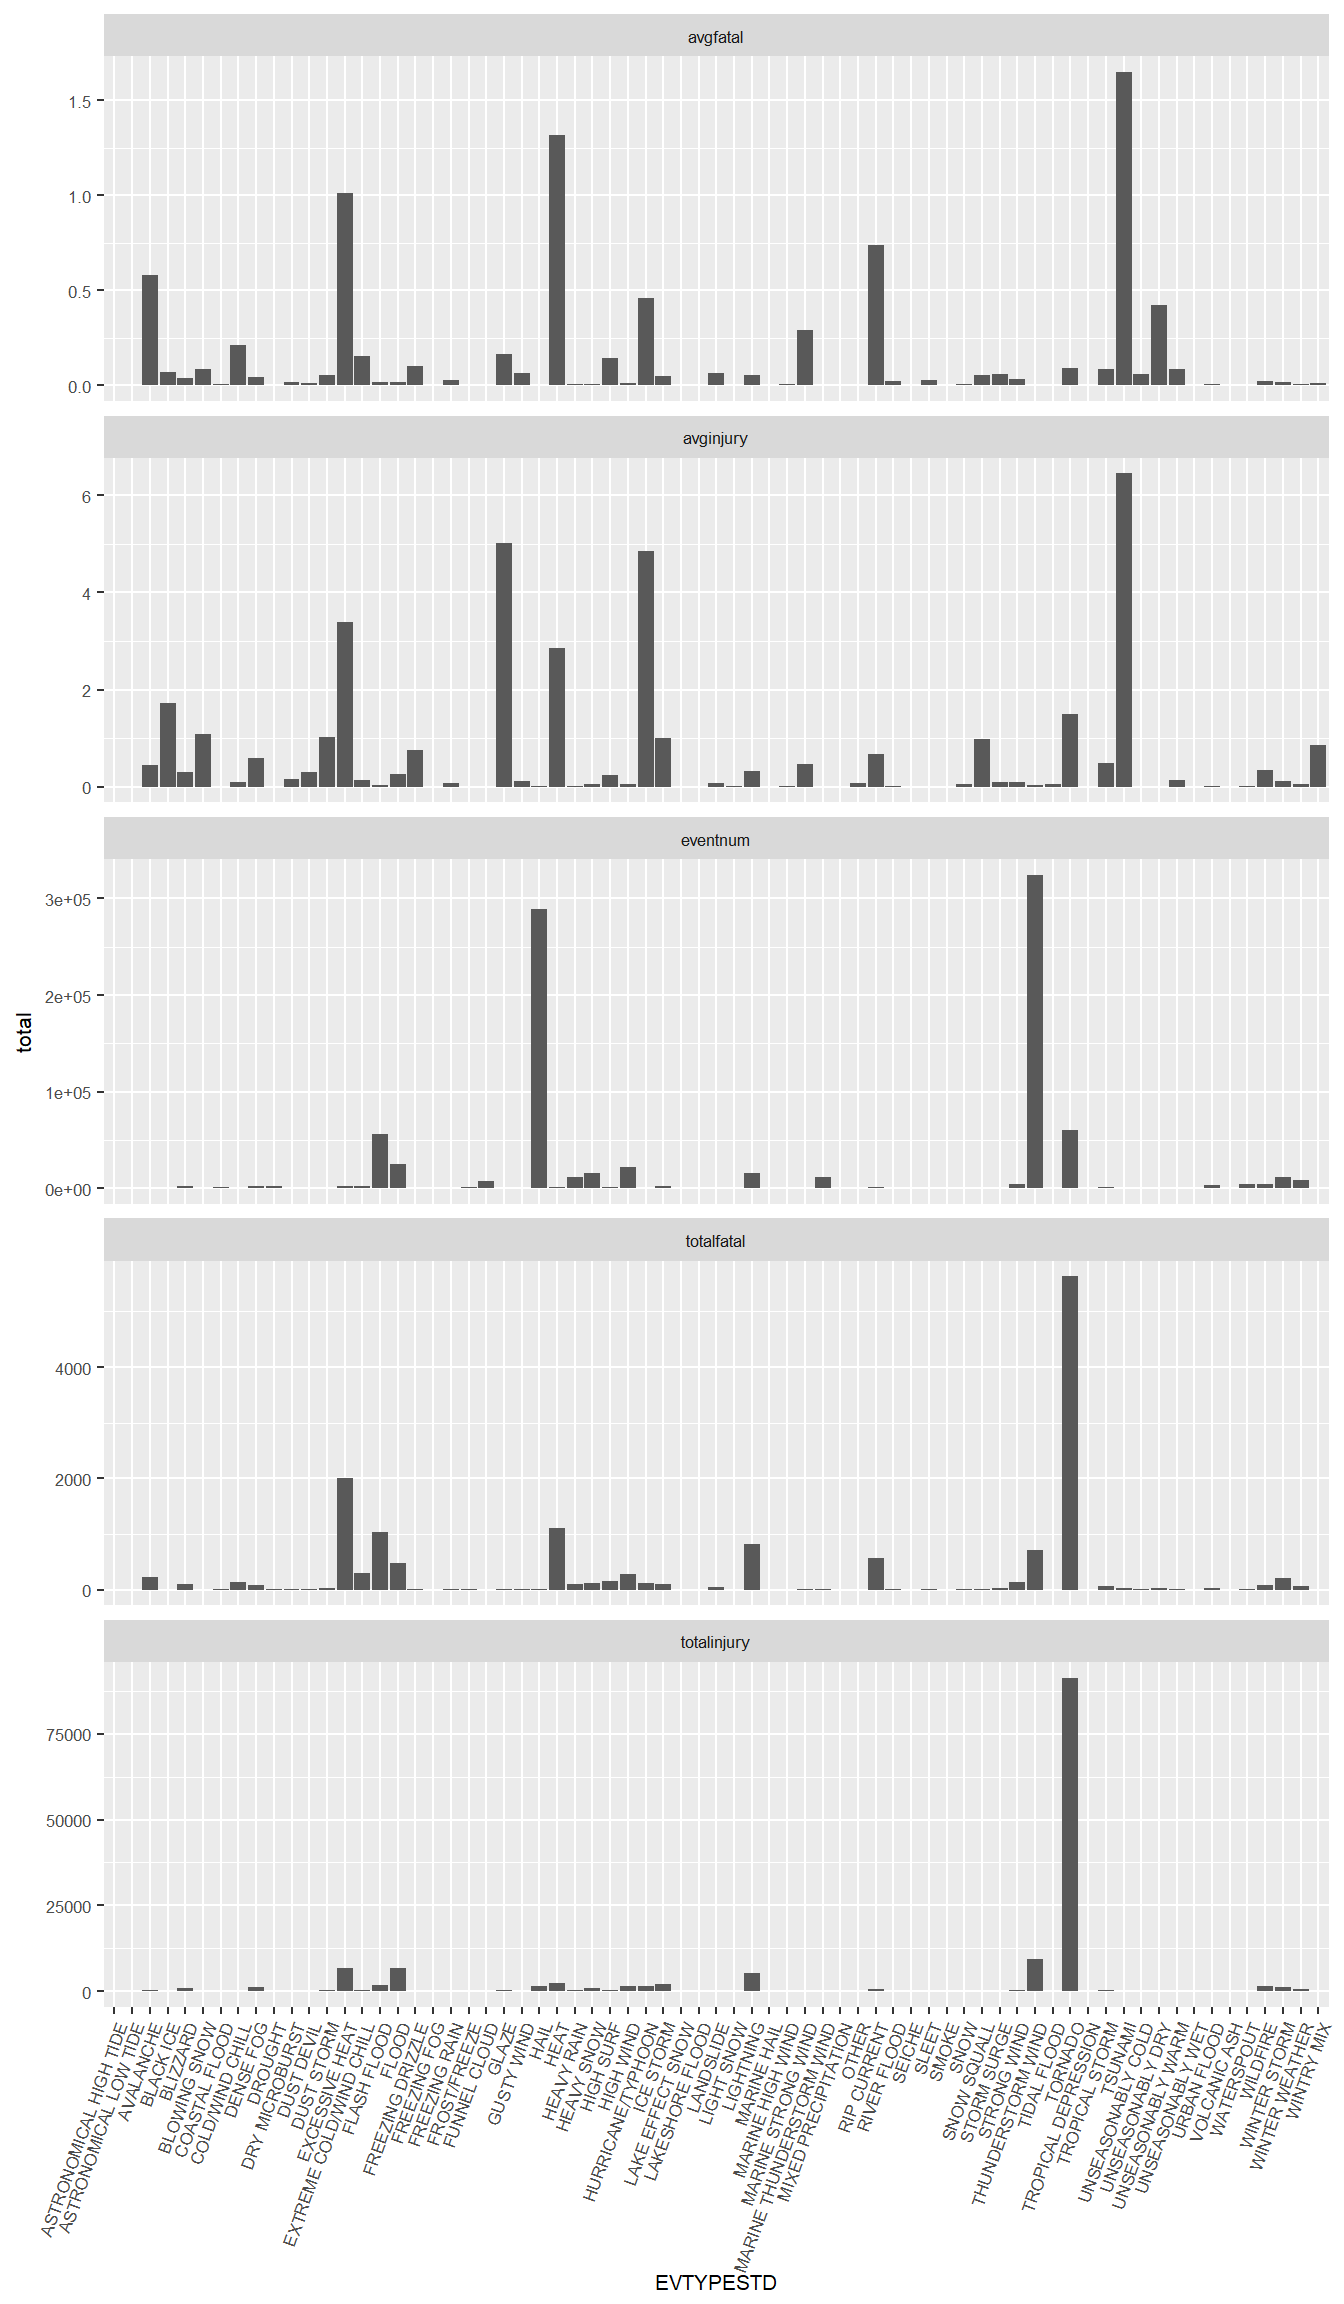 avgfatal
1.5
1.0
0.5
0.0
avginjury
6
4
2
0
eventnum
3e+05
2e+05
1e+05
0e+00
total
totalfatal
4000
2000
0
totalinjury
75000
50000
25000
0
ASTRONOMICAL HIGH TIDE
ASTRONOMICAL LOW TIDE
AVALANCHE
BLACK ICE
BLIZZARD
BLOWING SNOW
COASTAL FLOOD
COLD/WIND CHILL
DENSE FOG
DROUGHT
DRY MICROBURST
DUST DEVIL
DUST STORM
EXCESSIVE HEAT
EXTREME COLD/WIND CHILL
FLASH FLOOD
FLOOD
FREEZING DRIZZLE
FREEZING FOG
FREEZING RAIN
FROST/FREEZE
FUNNEL CLOUD
GLAZE
GUSTY WIND
HAIL
HEAT
HEAVY RAIN
HEAVY SNOW
HIGH SURF
HIGH WIND
HURRICANE/TYPHOON
ICE STORM
LAKE EFFECT SNOW
LAKESHORE FLOOD
LANDSLIDE
LIGHT SNOW
LIGHTNING
MARINE HAIL
MARINE HIGH WIND
MARINE STRONG WIND
MARINE THUNDERSTORM WIND
MIXED PRECIPITATION
OTHER
RIP CURRENT
RIVER FLOOD
SEICHE
SLEET
SMOKE
SNOW
SNOW SQUALL
STORM SURGE
STRONG WIND
THUNDERSTORM WIND
TIDAL FLOOD
TORNADO
TROPICAL DEPRESSION
TROPICAL STORM
TSUNAMI
UNSEASONABLY COLD
UNSEASONABLY DRY
UNSEASONABLY WARM
UNSEASONABLY WET
URBAN FLOOD
VOLCANIC ASH
WATERSPOUT
WILDFIRE
WINTER STORM
WINTER WEATHER
WINTRY MIX
EVTYPESTD